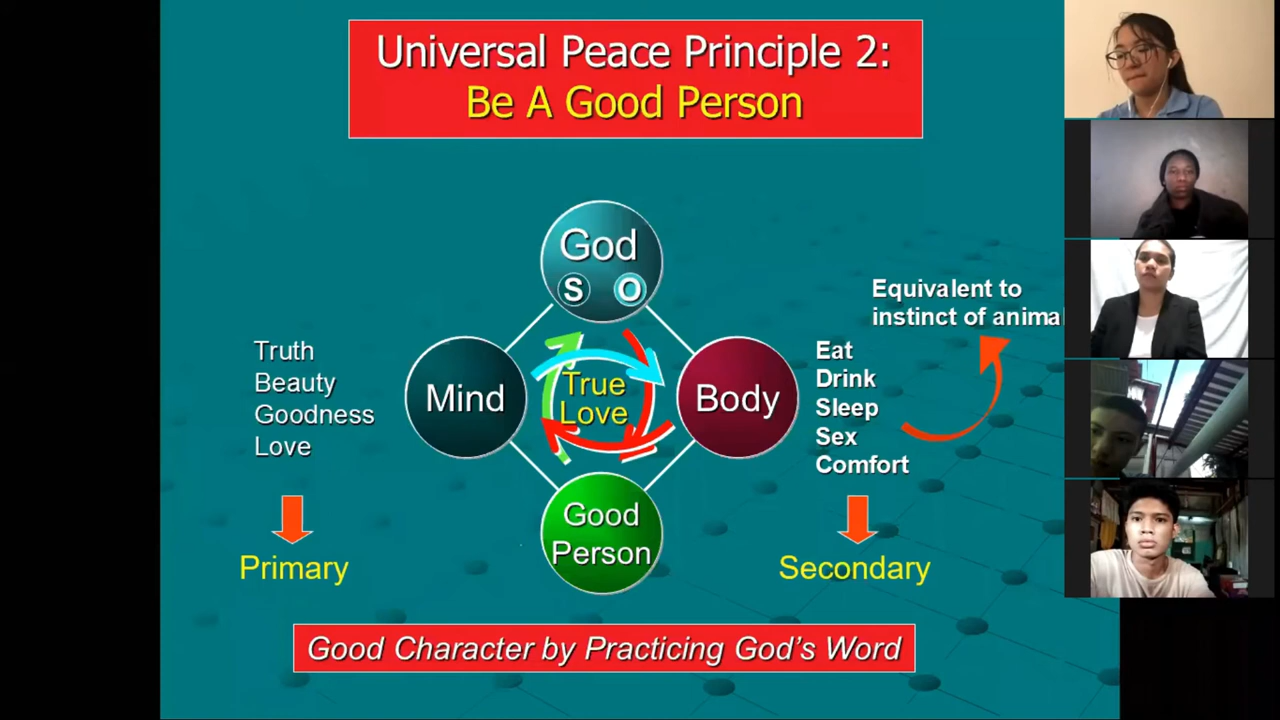 Universal Peace Principle 2:
Be A Good Person
God
S O
Equivalent to
instinct of anima
Truth
Beauty
Goodness
Love
Mind
True
Love
Body
Eat
Drink
Sleep
Sex
Comfort
Good
Person
Primary
Secondary
Good Character by Practicing God's Word